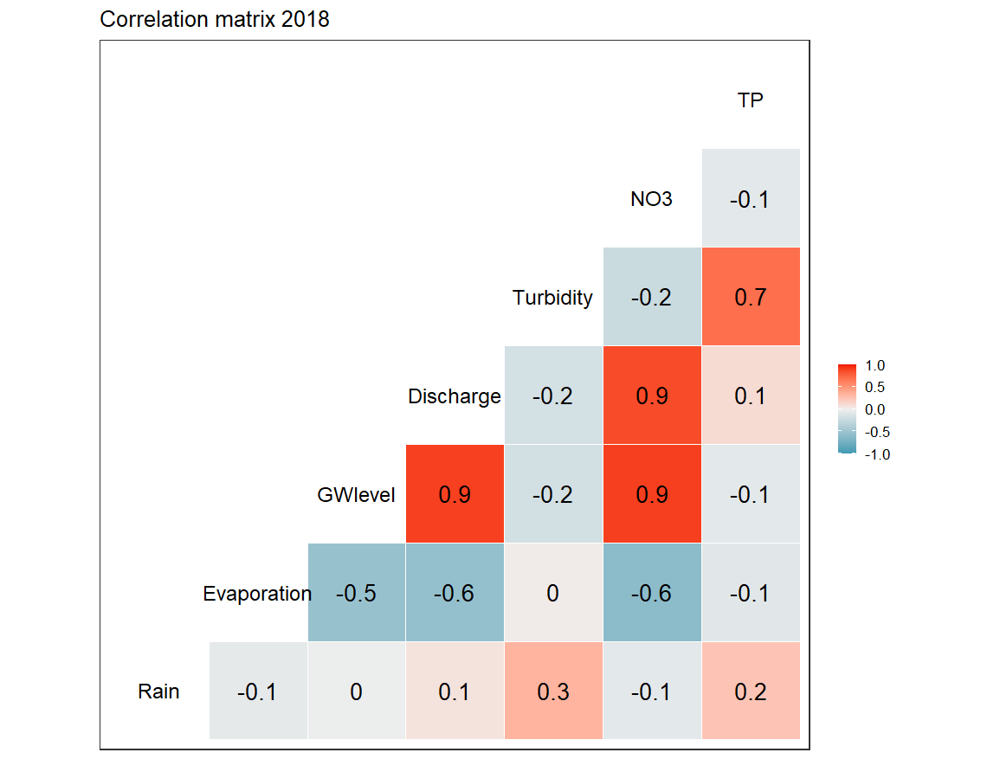 Correlation matrix 2018
TP
NO3 -0.1
Turbidity -0.2 0.7
Discharge -0.2 0.9 0.1
GWlevel 0.9 -0.2 0.9 -0.1
Evaporation -0.5 -0.6 0 -0.6 -0.1
Rain -0.1 0 0.1 0.3 -0.1 0.2
1.0
0.5
0.0
-0.5
-1.0